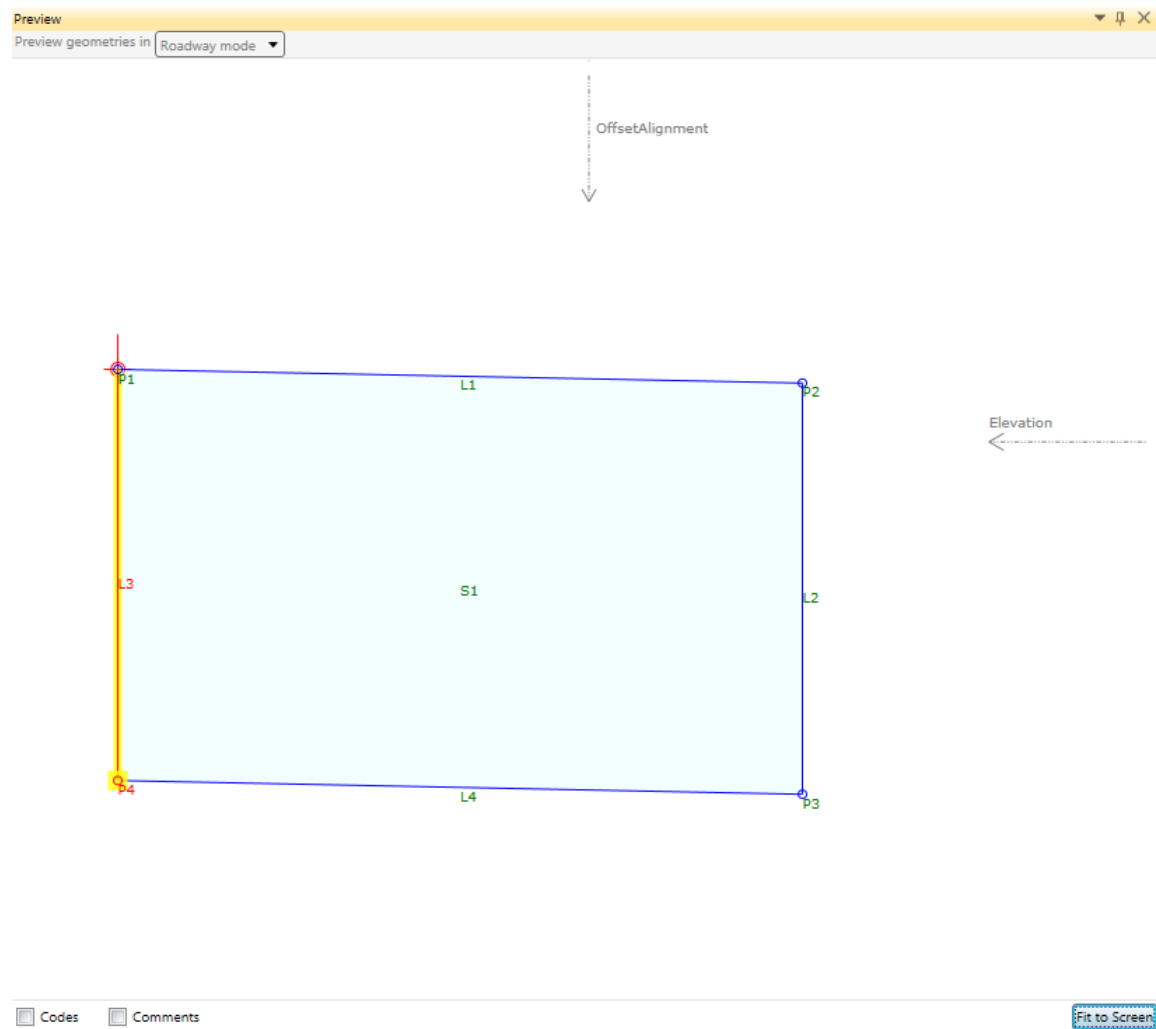 Preview
Preview geometries in Roadway mode
OffsetAlignment
P1
L1
P2
Elevation
L3
S1
L2
P4
L4
P3
Codes
Comments
Fit to Screen